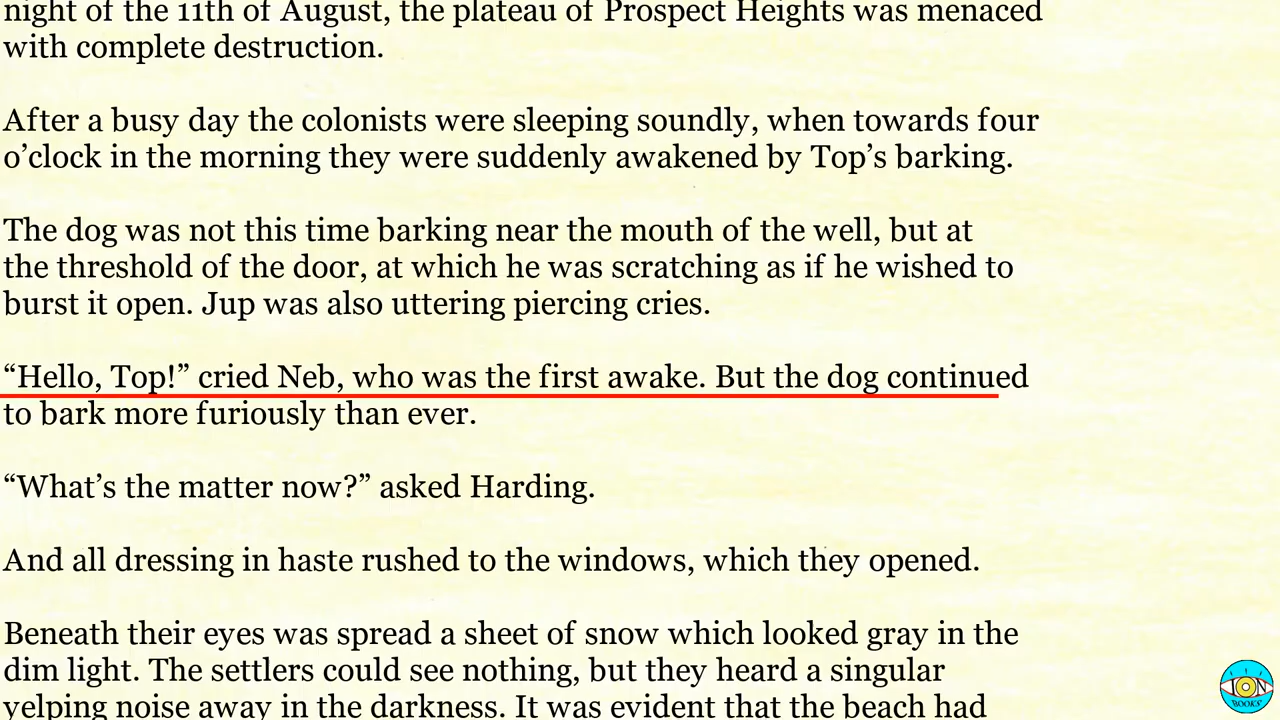 night of the 11th of August, the plateau of Prospect Heights was menaced
with complete destruction.
After a busy day the colonists were sleeping soundly, when towards four
o’clock in the morning they were suddenly awakened by Top’s barking.
The dog was not this time barking near the mouth of the well, but at
the threshold of the door, at which he was scratching as if he wished to
burst it open. Jup was also uttering piercing cries.
“Hello, Top!” cried Neb, who was the first awake. But the dog continued
to bark more furiously than ever.
“What’s the matter now?” asked Harding.
And all dressing in haste rushed to the windows, which they opened.
Beneath their eyes was spread a sheet of snow which looked gray in the
dim light. The settlers could see nothing, but they heard a singular
yelping noise away in the darkness. It was evident that the beach had
ION
BOOKS